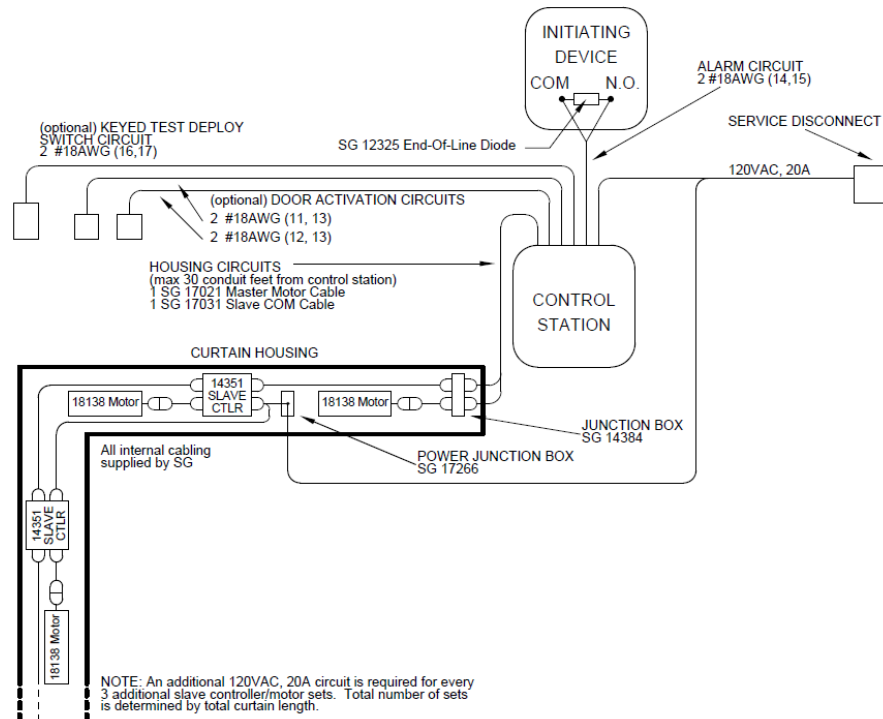 INITIATING
DEVICE
COM N.O.
ALARM CIRCUIT
2 #18AWG (14,15)
SERVICE DISCONNECT
(optional) KEYED TEST DEPLOY
SWITCH CIRCUIT
2 #18AWG (16,17)
SG 12325 End-Of-Line Diode
120VAC, 20A
(optional) DOOR ACTIVATION CIRCUITS
2 #18AWG (11, 13)
2 #18AWG (12, 13)
HOUSING CIRCUITS
(max 30 conduit feet from control station)
1 SG 17021 Master Motor Cable
1 SG 17031 Slave COM Cable
CONTROL
STATION
CURTAIN HOUSING
18138 Motor
14351
SLAVE
CTLR
18138 Motor
JUNCTION BOX
SG 14384
All internal cabling
supplied by SG
POWER JUNCTION BOX
SG 17266
14351
SLAVE
CTLR
18138 Motor
NOTE: An additional 120VAC, 20A circuit is required for every
3 additional slave controller/motor sets. Total number of sets
is determined by total curtain length.